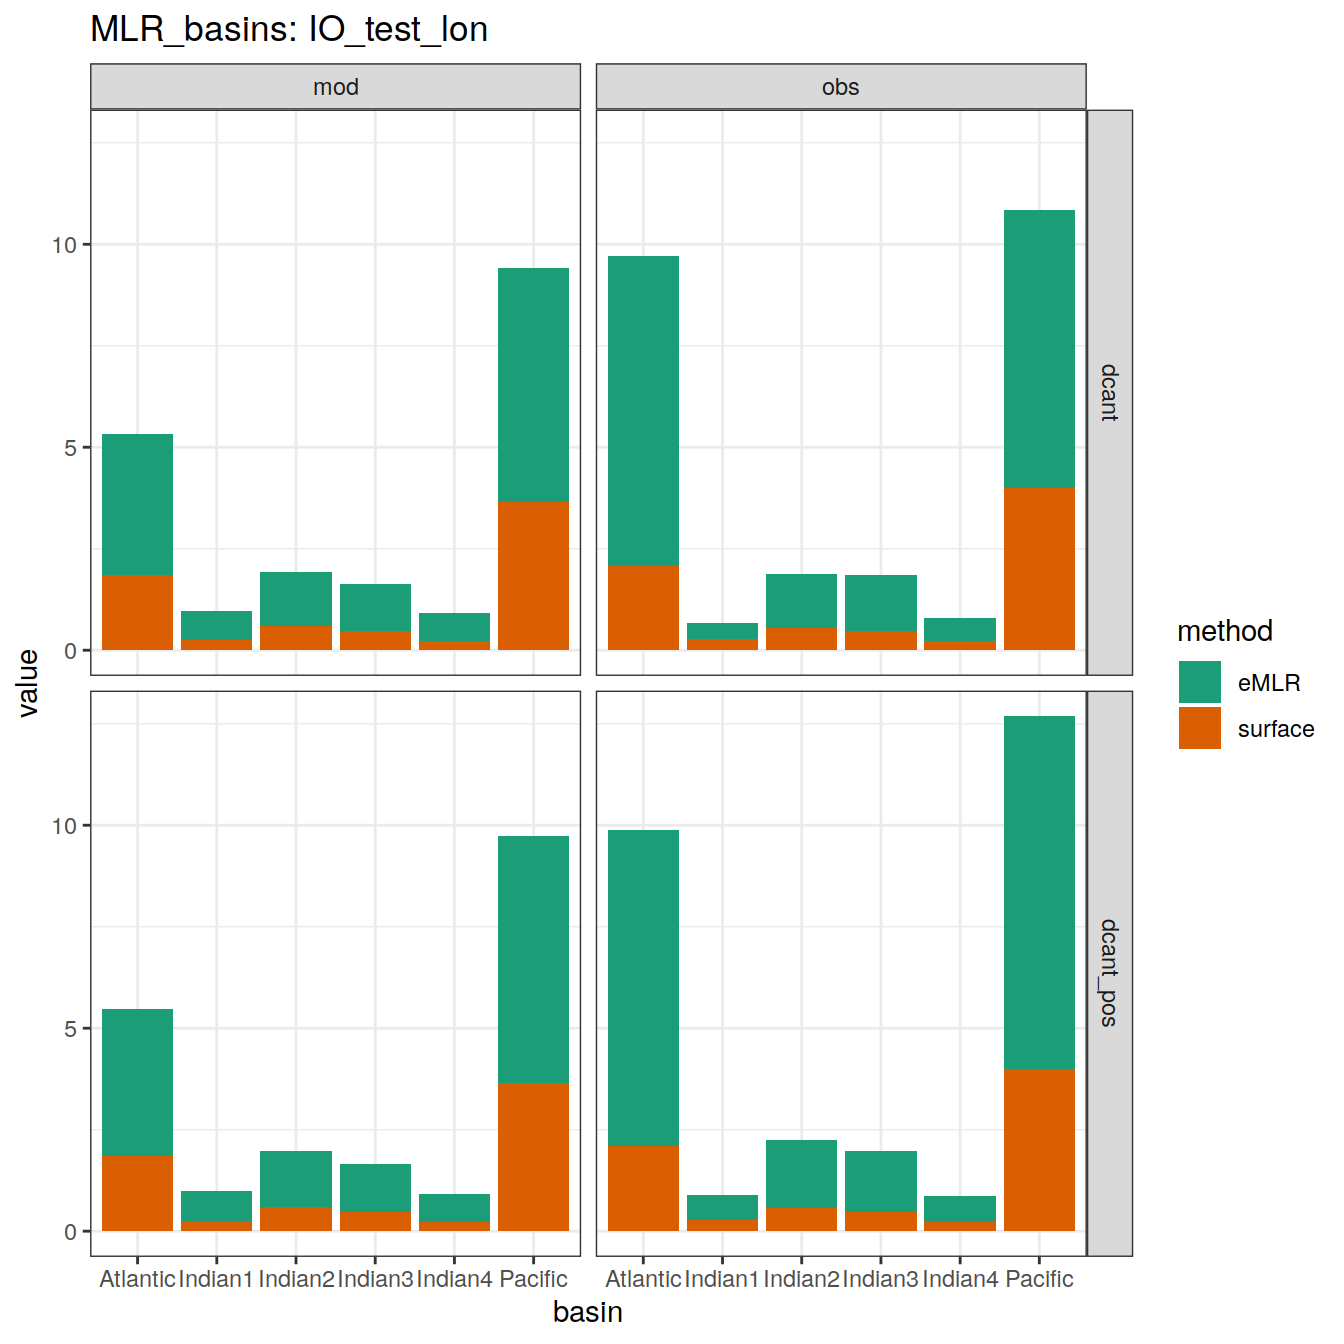 MLR_basins: IO_test_lon
mod
obs
10
5
0
dcant
10
5
0
dcant_pos
value
Atlantic Indian1 Indian2 Indian3 Indian4 Pacific
Atlantic Indian1 Indian2 Indian3 Indian4 Pacific
basin
method
eMLR
surface